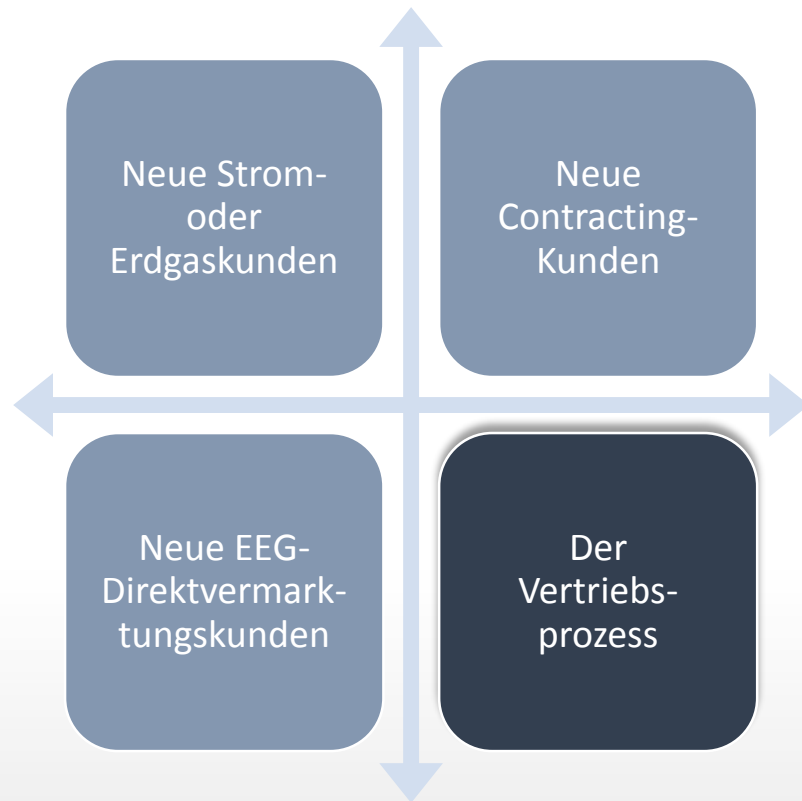 Neue Strom-
oder
Erdgaskunden
Neue
Contracting-
Kunden
Neue EEG-
Direktvermark-
tungskunden
Der
Vertriebs-
prozess